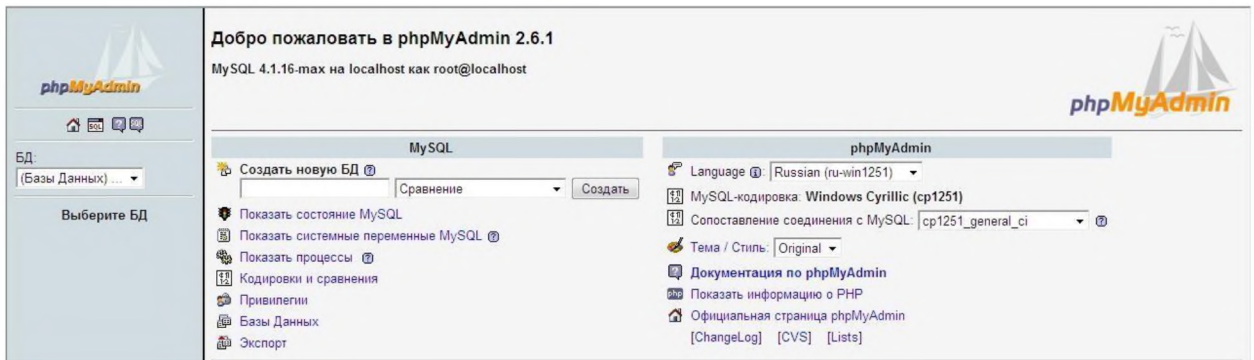 phpMyAdmin
SQL
БД:
(Базы Данных) ...
Выберите БД
Добро пожаловать в phpMyAdmin 2.6.1
MySQL 4.1.16-max на localhost как root@localhost
phpMyAdmin
MySQL
Создать новую БД
Сравнение
Создать
Показать состояние MySQL
Показать системные переменные MySQL
Показать процессы
Кодировки и сравнения
Привилегии
Базы Данных
Экспорт
phpMyAdmin
Language: Russian (ru-win1251)
MySQL-кодировка: Windows Cyrillic (cp1251)
Сопоставление соединения с MySQL: cp1251_general_ci
Тема / Стиль: Original
Документация по phpMyAdmin
php Показать информацию о PHP
Официальная страница phpMyAdmin
[ChangeLog] [CVS] [Lists]